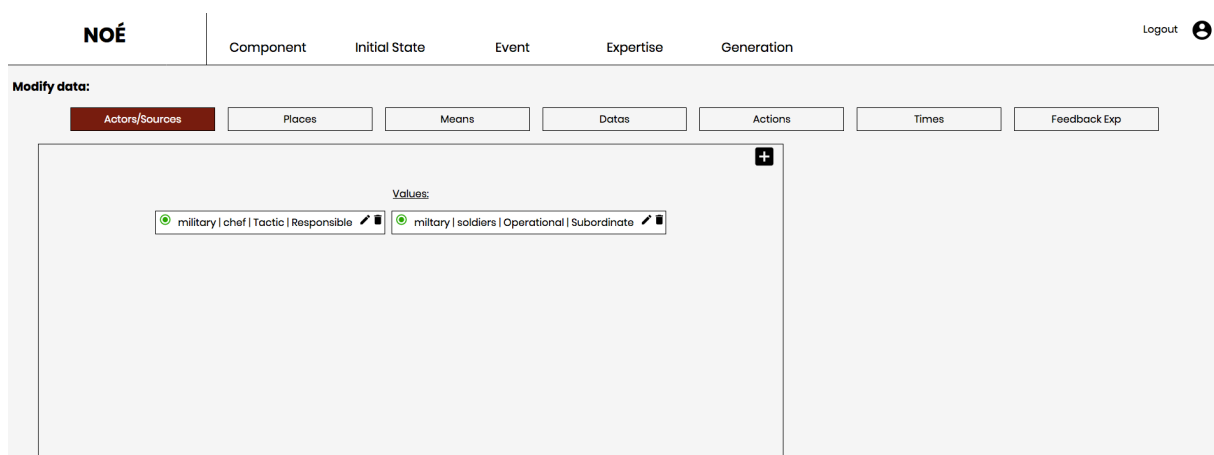 NOÉ
Component Initial State Event Expertise Generation
Logout
Modify data:
Actors/Sources Places Means Datas Actions Times Feedback Exp
Values:
military | chef | Tactic | Responsible miltary | soldiers | Operational | Subordinate